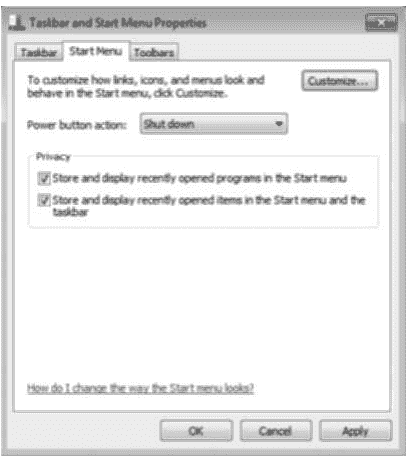 Taskbar and Start Menu Properties
Taskbar Start Menu Toolbars
To customize how links, icons, and menus look and
behave in the Start menu, click Customize.
Customize...
Power button action: Shut down
Privacy
Store and display recently opened programs in the Start menu
Store and display recently opened items in the Start menu and the
taskbar
How do I change the way the Start menu looks?
OK Cancel Apply